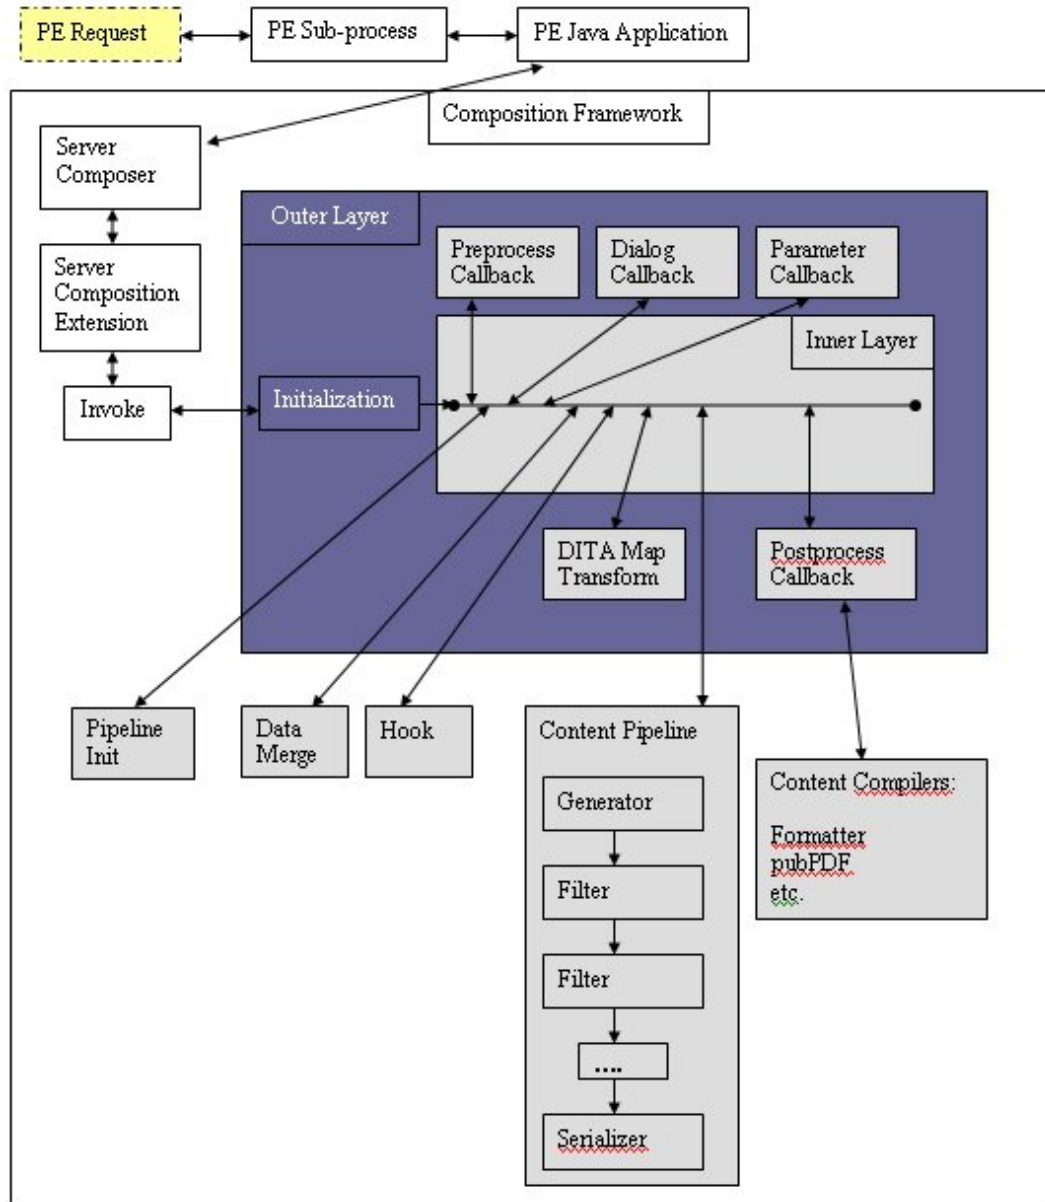 PE Request
PE Sub-process
PE Java Application
Composition Framework
Server
Composer
Outer Layer
Preprocess
Callback
Dialog
Callback
Parameter
Callback
Server
Composition
Extension
Inner Layer
Invoke
Initialization
DITA Map
Transform
Postprocess
Callback
Pipeline
Init
Data
Merge
Hook
Content Pipeline
Generator
Filter
Filter
....
Serializer
Content Compilers:
Formatter
pubPDF
etc.